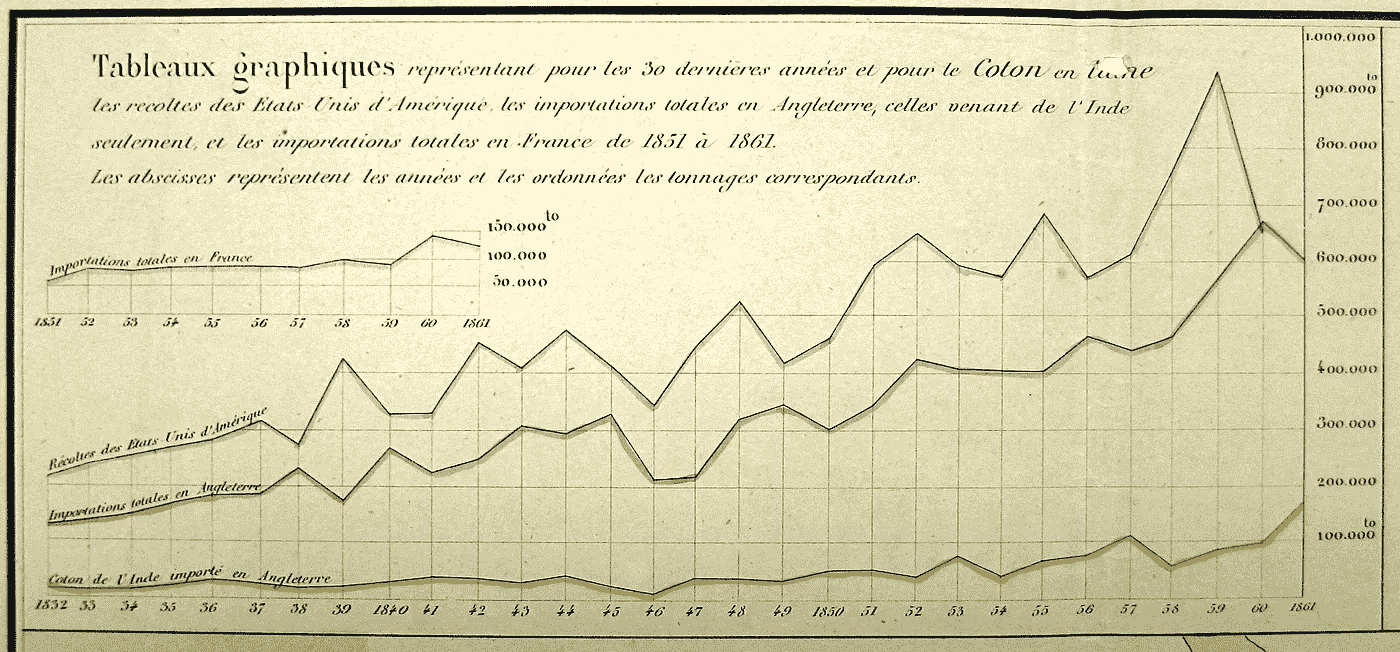 Tableaux graphiques représentant pour les 30 dernières années et pour le Coton en laine
les recoltes des Etats Unis d'Amérique, les importations totales en Angleterre, celles venant de l'Inde
seulement, et les importations totales en France de 1851 à 1861.
Les abscisses représentent les années et les ordonnées les tonnages correspondants.
1.000.000
to
900.000
800.000
700.000
600.000
500.000
400.000
300.000
200.000
to
100.000
150.000to
100.000
50.000
Importations totales en France
1851 52 53 54 55 56 57 58 59 60 1861
Récoltes des Etats Unis d'Amérique
Importations totales en Angleterre
Coton de l'Inde importé en Angleterre
1832 33 34 35 36 37 38 39 1840 41 42 43 44 45 46 47 48 49 1850 51 52 53 54 55 56 57 58 59 60 1861